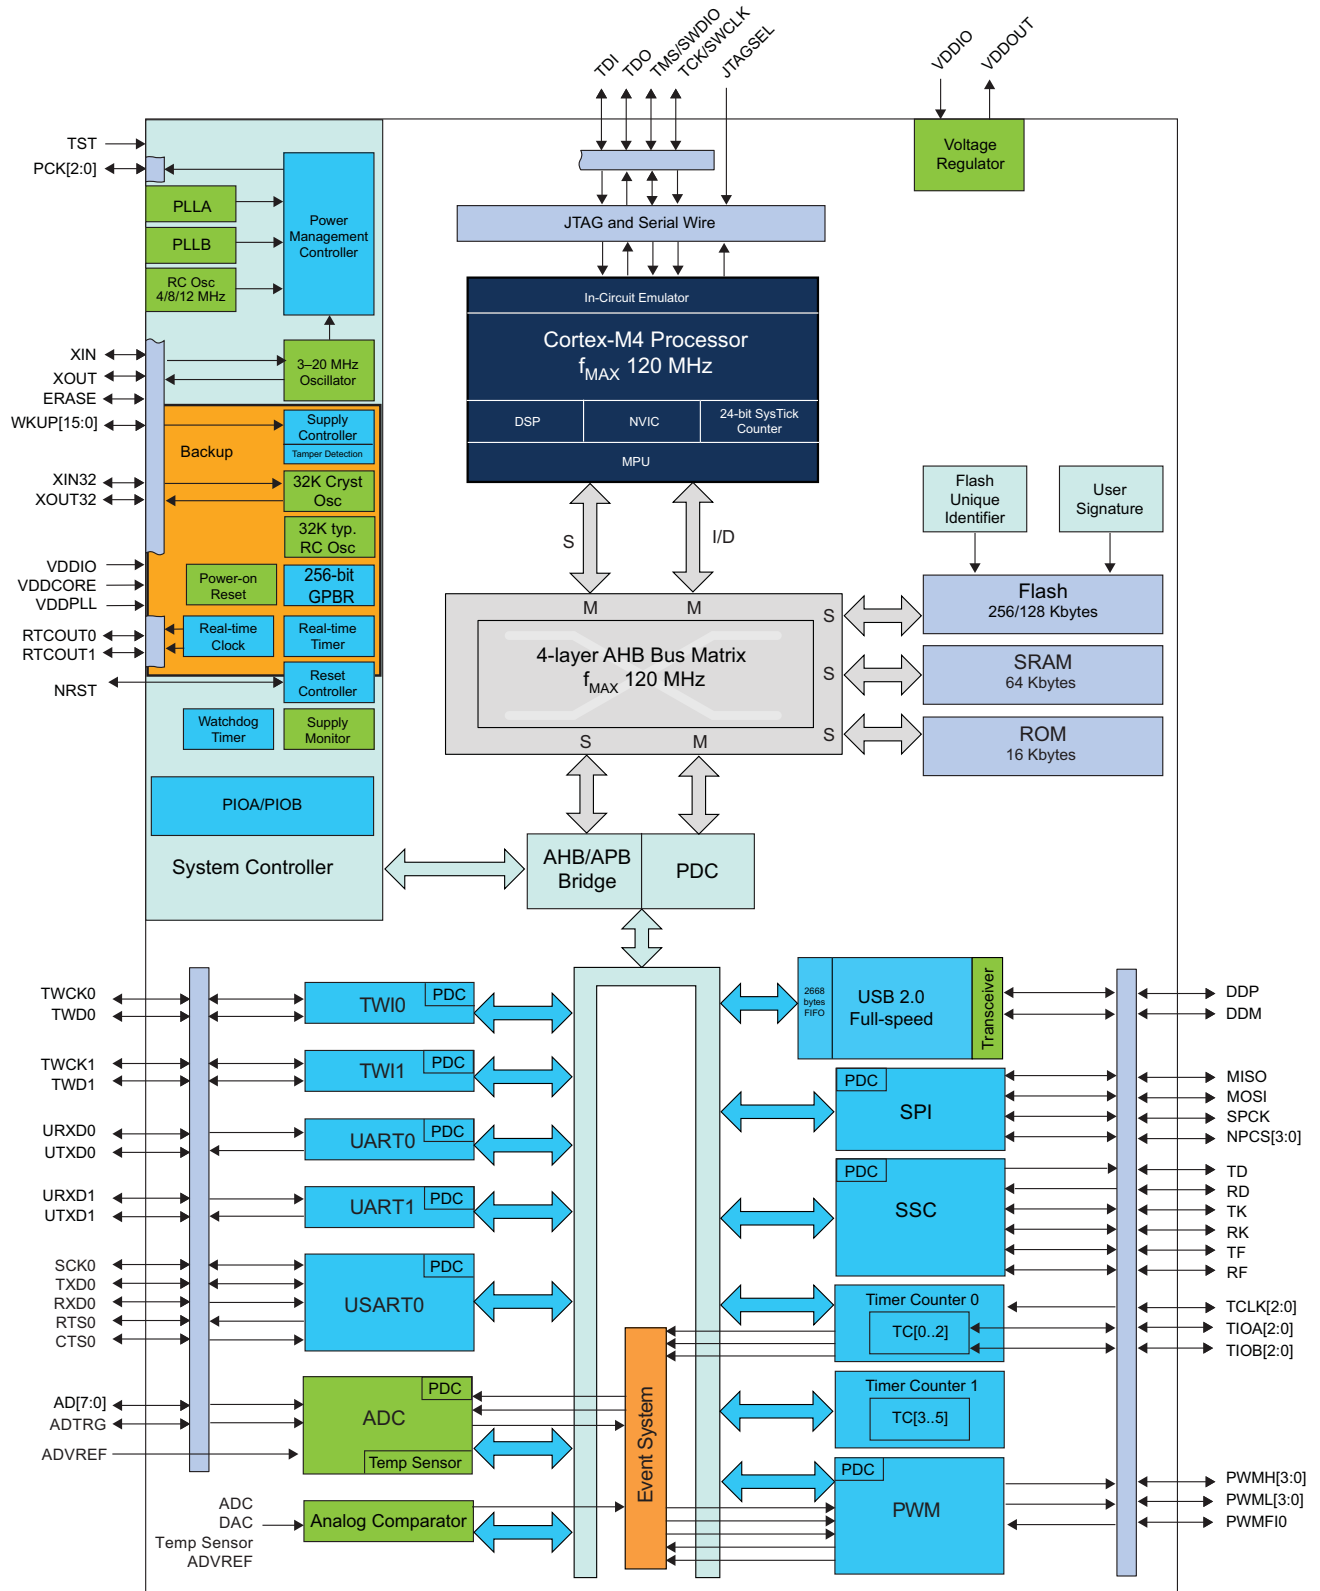 TDI
TDO
TMS/SWDIO
TCK/SWCLK
JTAGSEL
VDDIO
VDDOUT
Voltage
Regulator
TST
PCK[2:0]
PLLA
PLLB
RC Osc
4/8/12 MHz
Power
Management
Controller
JTAG and Serial Wire
In-Circuit Emulator
Cortex-M4 Processor
fMAX 120 MHz
DSP
NVIC
24-bit SysTick
Counter
MPU
XIN
XOUT
ERASE
WKUP[15:0]
XIN32
XOUT32
VDDIO
VDDCORE
VDDPLL
RTCOUT0
RTCOUT1
NRST
3–20 MHz
Oscillator
Backup
Supply
Controller
Tamper Detection
32K Cryst
Osc
32K typ.
RC Osc
Power-on
Reset
256-bit
GPBR
Real-time
Clock
Real-time
Timer
Reset
Controller
Watchdog
Timer
Supply
Monitor
PIOA/PIOB
System Controller
S
I/D
M
M
S
S
S
4-layer AHB Bus Matrix
fMAX 120 MHz
S
M
Flash
Unique
Identifier
User
Signature
Flash
256/128 Kbytes
SRAM
64 Kbytes
ROM
16 Kbytes
AHB/APB
Bridge
PDC
TWCK0
TWD0
TWCK1
TWD1
URXD0
UTXD0
URXD1
UTXD1
SCK0
TXD0
RXD0
RTS0
CTS0
AD[7:0]
ADTRG
ADVREF
ADC
DAC
Temp Sensor
ADVREF
PDC
TWI0
PDC
TWI1
PDC
UART0
PDC
UART1
PDC
USART0
PDC
ADC
Temp Sensor
Analog Comparator
Event System
2668
bytes
FIFO
USB 2.0
Full-speed
Transceiver
PDC
SPI
PDC
SSC
Timer Counter 0
TC[0..2]
Timer Counter 1
TC[3..5]
PDC
PWM
DDP
DDM
MISO
MOSI
SPCK
NPCS[3:0]
TD
RD
TK
RK
TF
RF
TCLK[2:0]
TIOA[2:0]
TIOB[2:0]
PWMH[3:0]
PWML[3:0]
PWMFI0